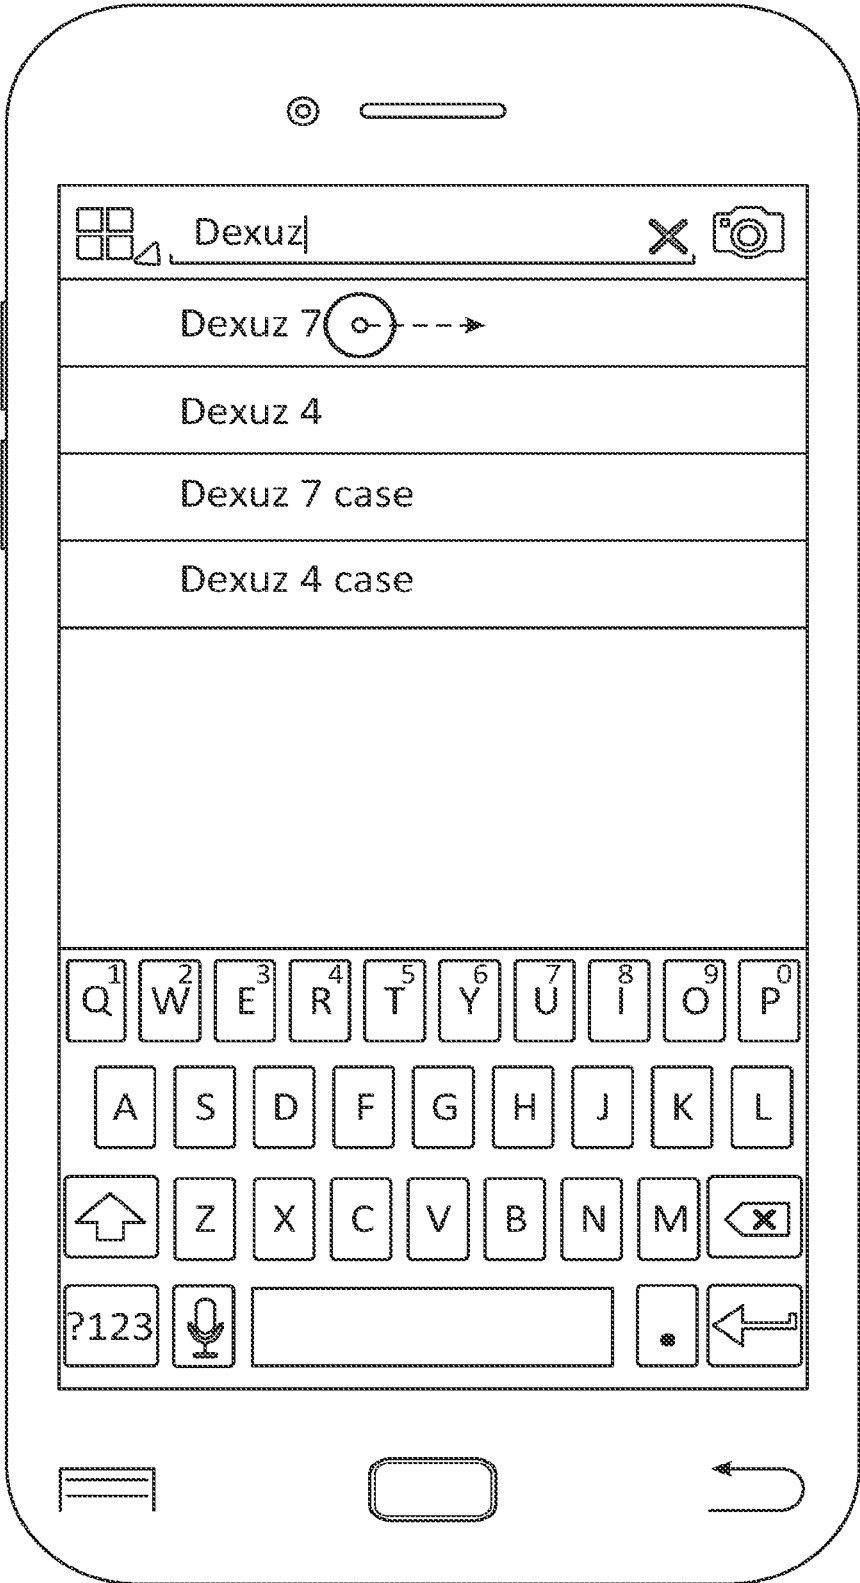 Dexuz
Dexuz 7
Dexuz 4
Dexuz 7 case
Dexuz 4 case
1 2 3 4 5 6 7 8 9 0
Q W E R T Y U I O P
A S D F G H J K L
Z X C V B N M
?123 .